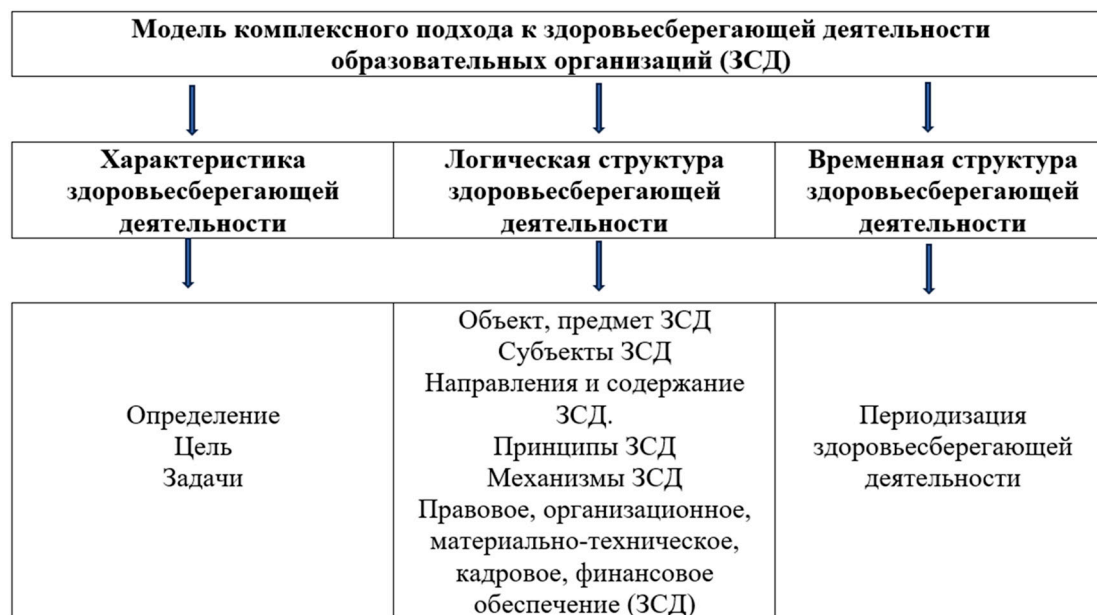 Модель комплексного подхода к здоровьесберегающей деятельности
образовательных организаций (ЗСД)
Характеристика
здоровьесберегающей
деятельности
Логическая структура
здоровьесберегающей
деятельности
Временная структура
здоровьесберегающей
деятельности
Определение
Цель
Задачи
Объект, предмет ЗСД
Субъекты ЗСД
Направления и содержание
ЗСД.
Принципы ЗСД
Механизмы ЗСД
Правовое, организационное,
материально-техническое,
кадровое, финансовое
обеспечение (ЗСД)
Периодизация
здоровьесберегающей
деятельности